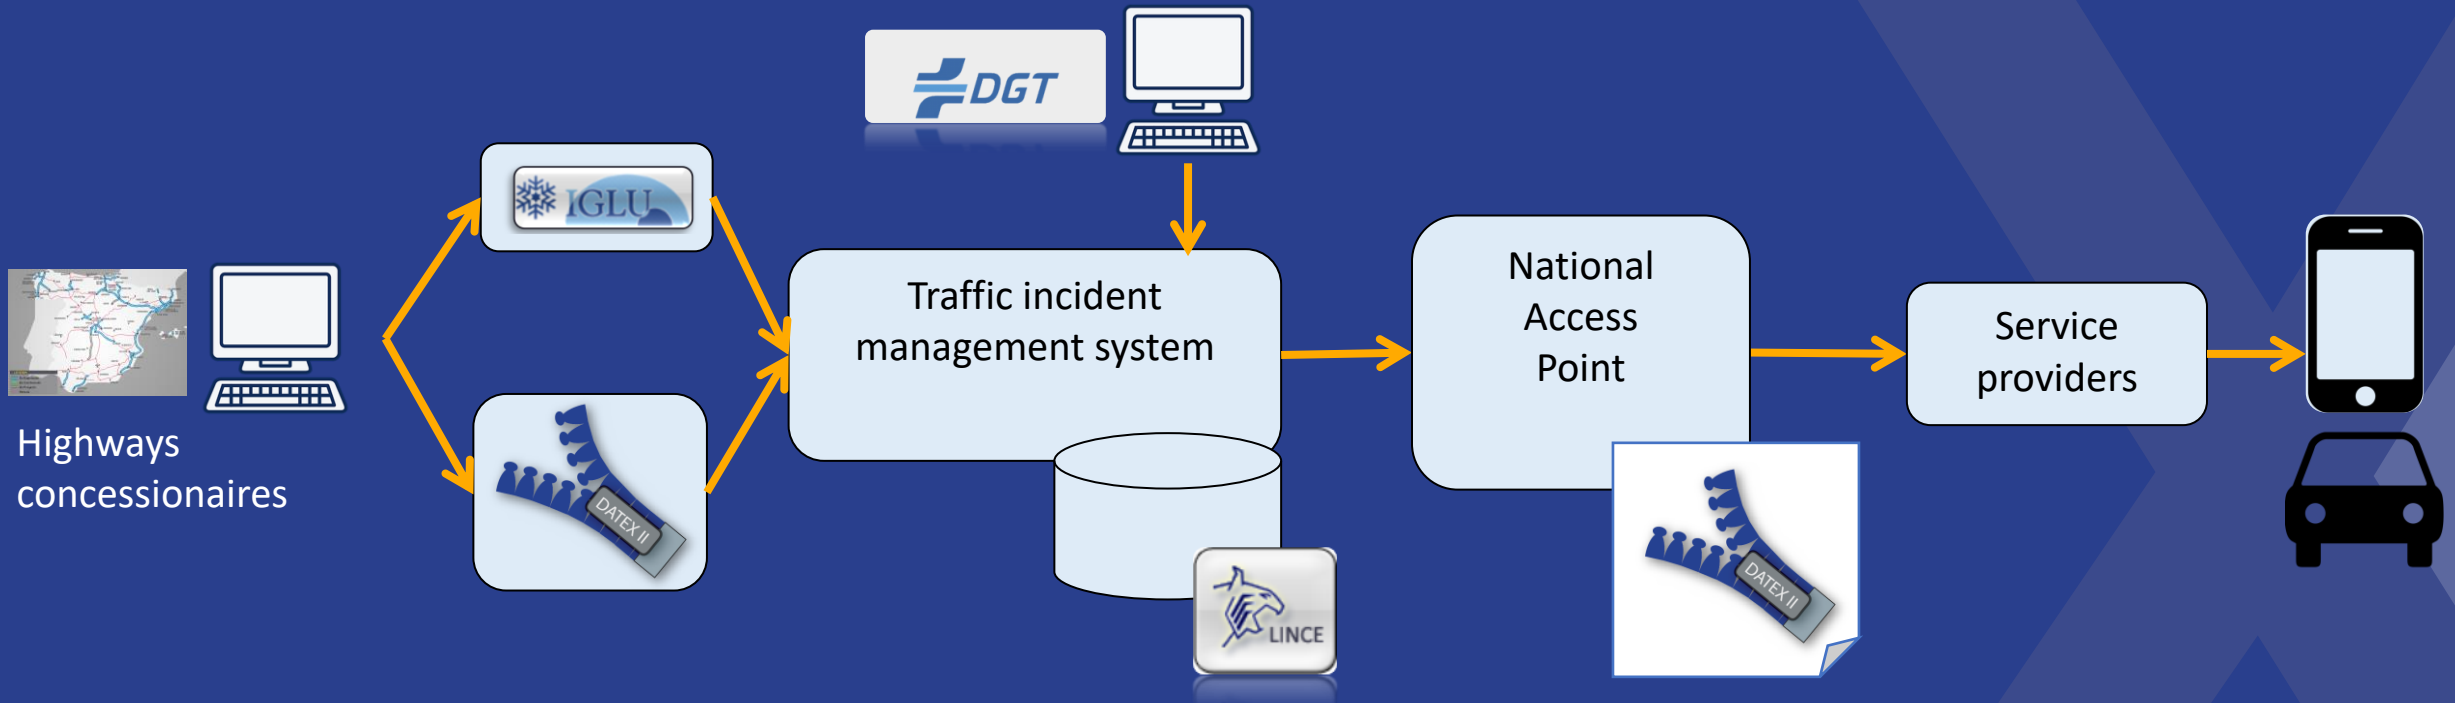 DGT
IGLU
Highways
concessionaires
DATEX II
Traffic incident
management system
LINCE
National
Access
Point
DATEX II
Service
providers